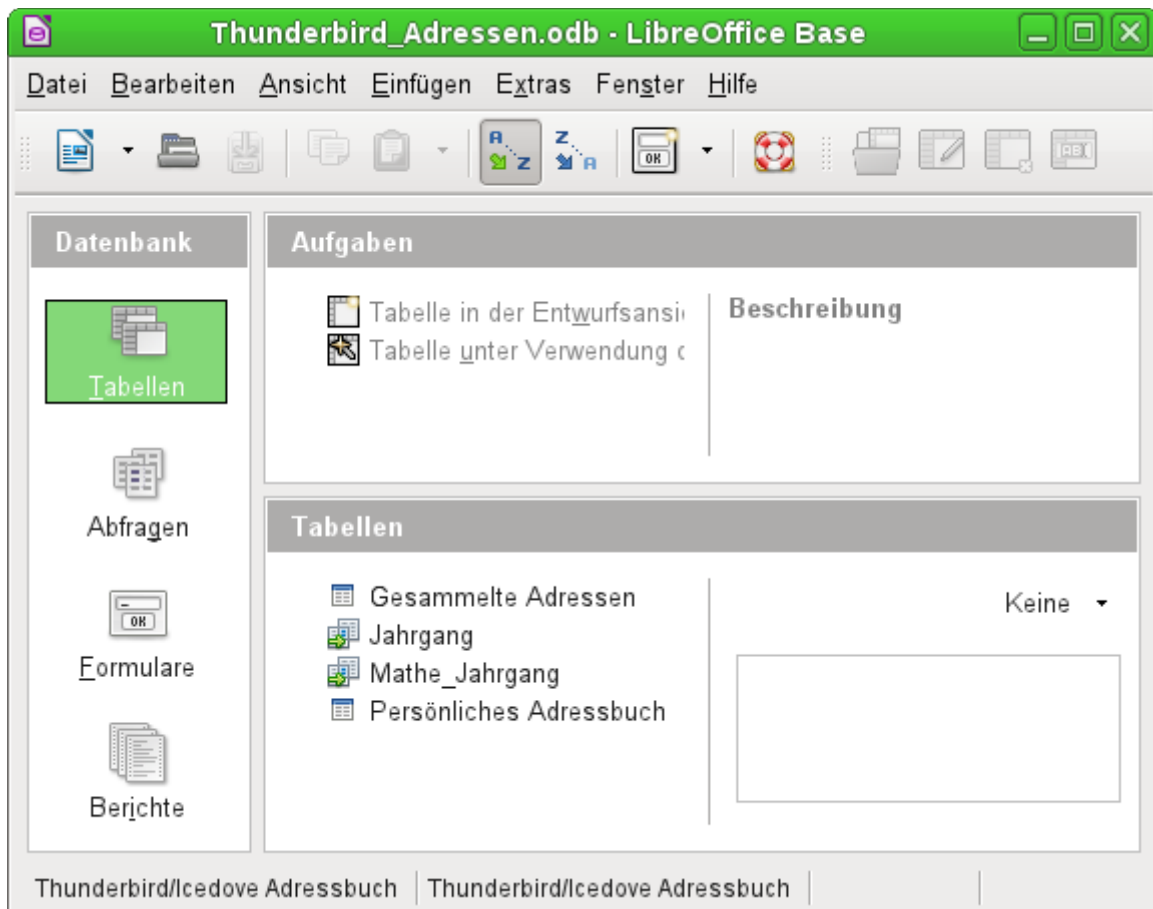 Thunderbird_Adressen.odb - LibreOffice Base
Datei Bearbeiten Ansicht Einfügen Extras Fenster Hilfe
Datenbank
Tabellen
Abfragen
Formulare
Berichte
Aufgaben
Tabelle in der Entwurfsansi
Tabelle unter Verwendung
Beschreibung
Tabellen
Gesammelte Adressen
Jahrgang
Mathe_Jahrgang
Persönliches Adressbuch
Keine
Thunderbird/Icedove Adressbuch Thunderbird/Icedove Adressbuch